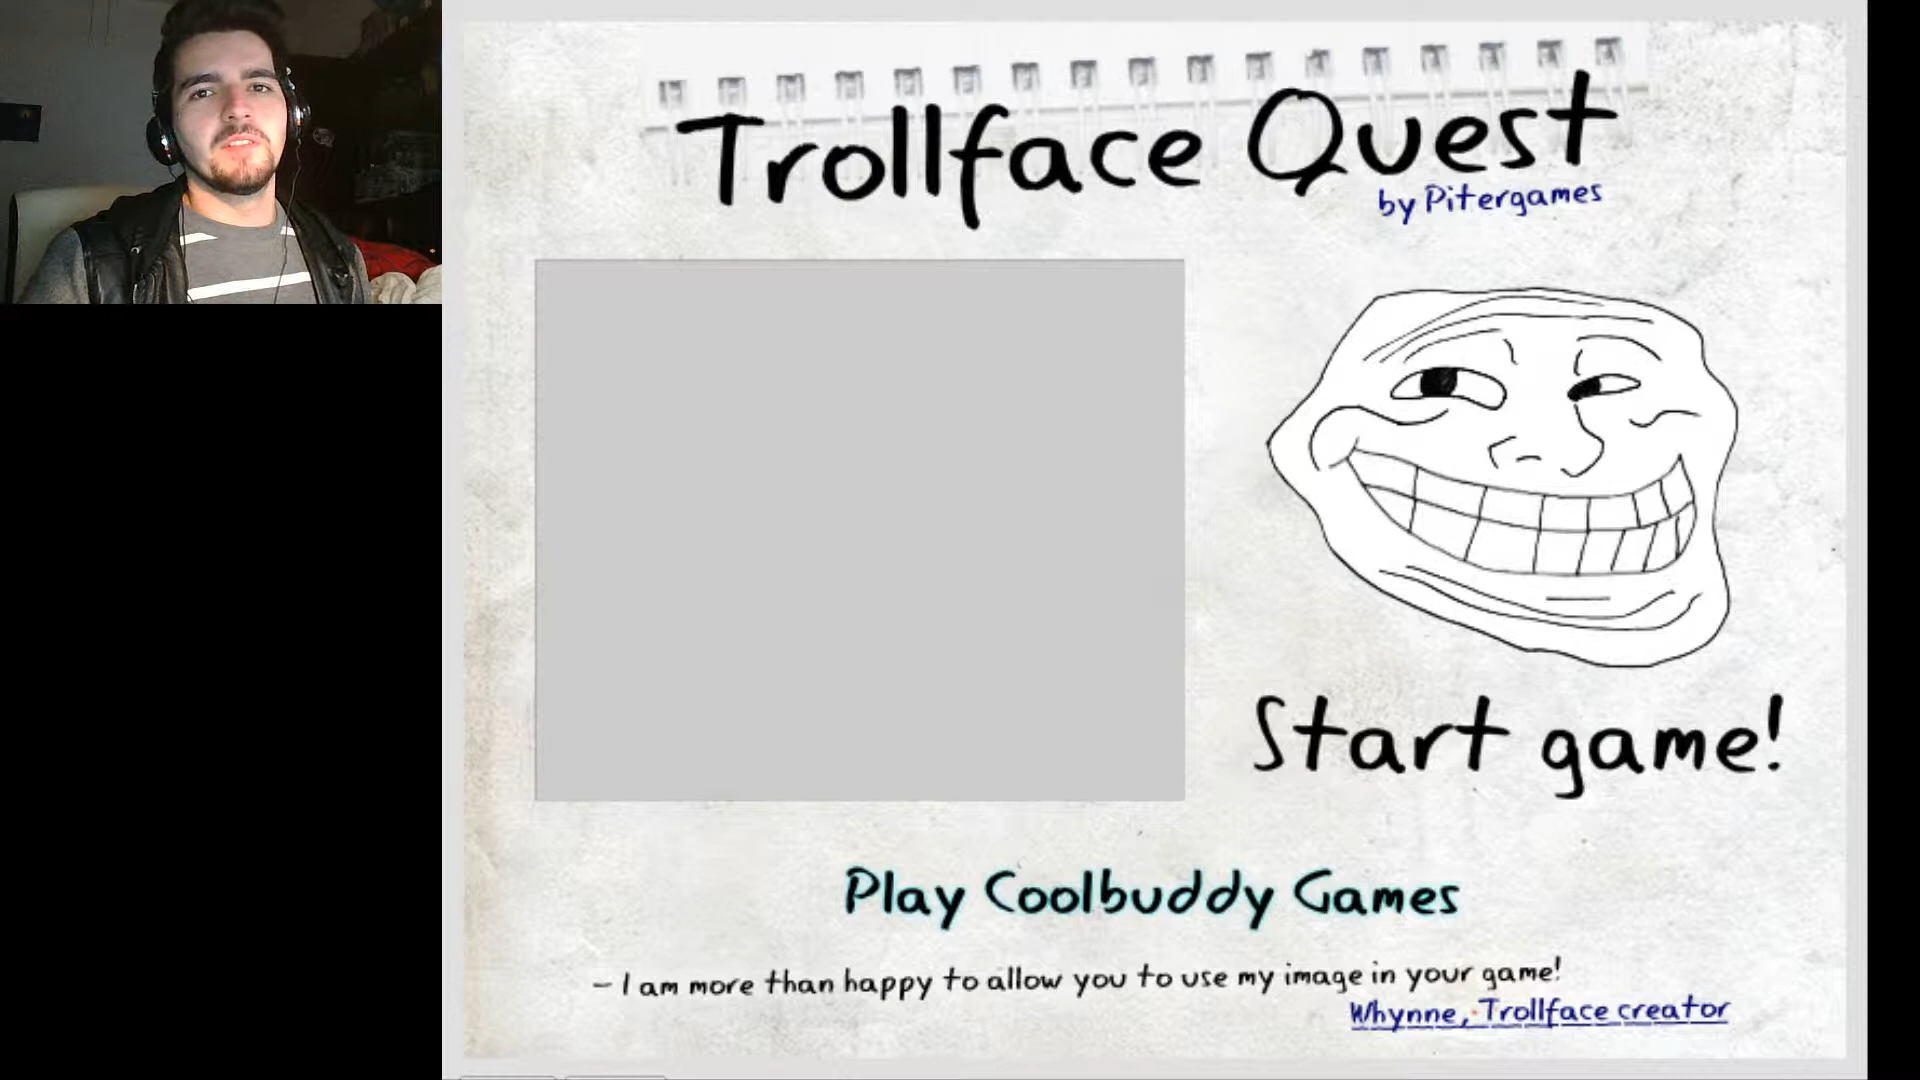 Trollface Quest
by Pitergames
Start game!
Play Coolbuddy Games
- I am more than happy to allow you to use my image in your game!
Whynne, Trollface creator